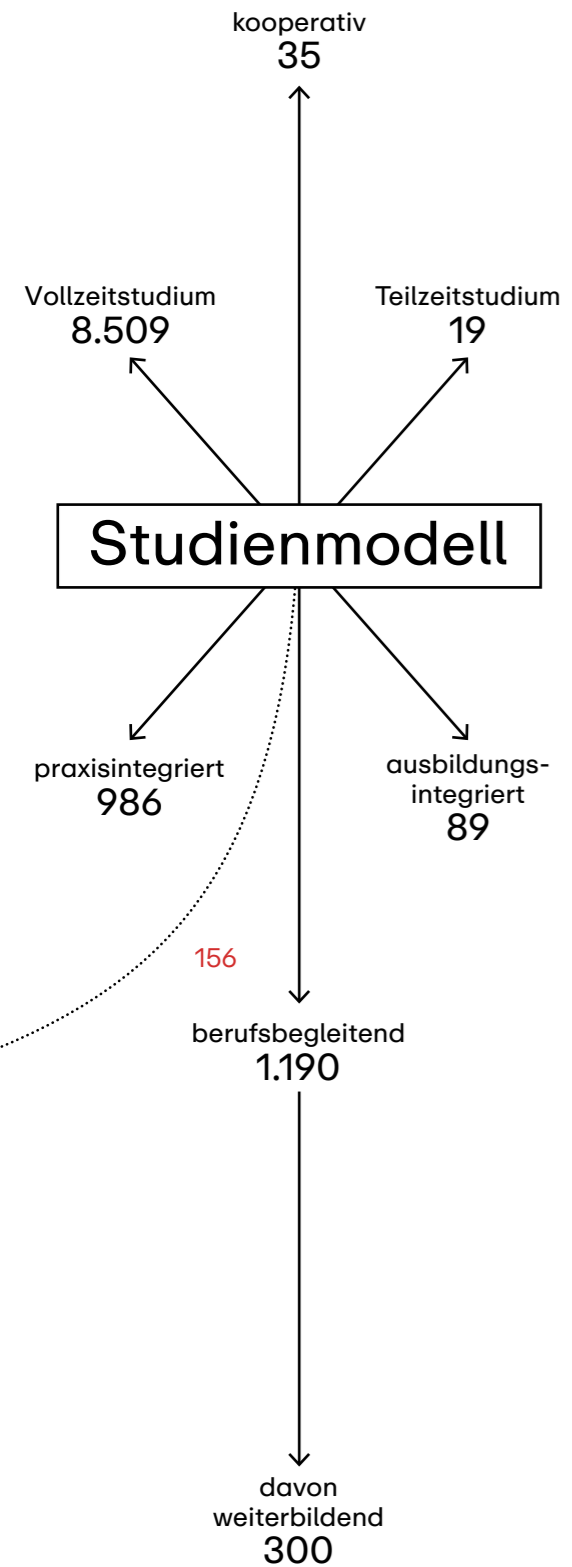 kooperativ
35
Vollzeitstudium
8.509
Teilzeitstudium
19
Studienmodell
praxisintegriert
986
ausbildungs-
integriert
89
156
berufsbegleitend
1.190
davon
weiterbildend
300